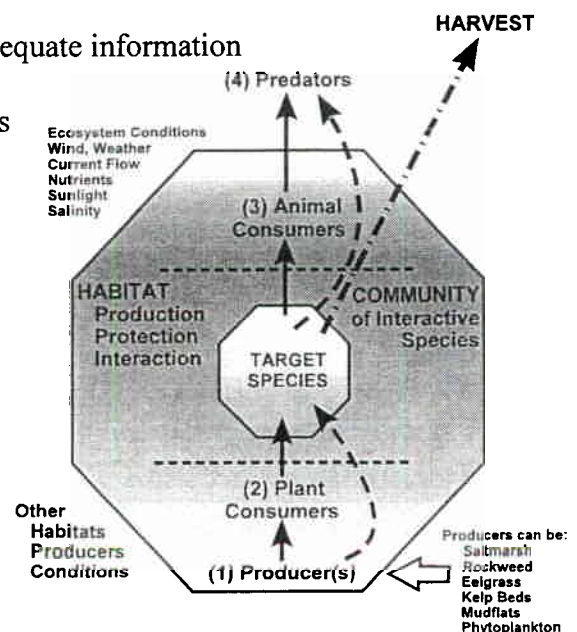 HARVEST
equate information
(4) Predators
s
Ecosystem Conditions
Wind, Weather
Current Flow
Nutrients
Sunlight
Salinity
(3) Animal
Consumers
HABITAT
Production
Protection
Interaction
COMMUNITY
of Interactive
Species
TARGET
SPECIES
(2) Plant
Consumers
Other
Habitats
Producers
Conditions
(1) Producer(s)
Producers can be:
Saltmarsh
Rockweed
Eelgrass
Kelp Beds
Mudflats
Phytoplankton